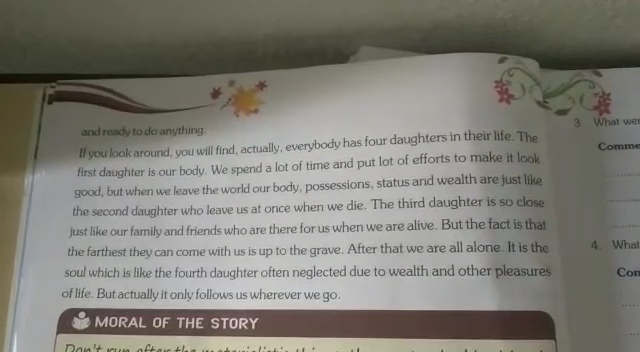 and ready to do anything.
If you look around, you will find, actually, everybody has four daughters in their life. The
first daughter is our body. We spend a lot of time and put lot of efforts to make it look
good, but when we leave the world our body, possessions, status and wealth are just like
the second daughter who leave us at once when we die. The third daughter is so close
just like our family and friends who are there for us when we are alive. But the fact is that
the farthest they can come with us is up to the grave. After that we are all alone. It is the
soul which is like the fourth daughter often neglected due to wealth and other pleasures
of life. But actually it only follows us wherever we go.
MORAL OF THE STORY
Don't run after the
3. What
4. What